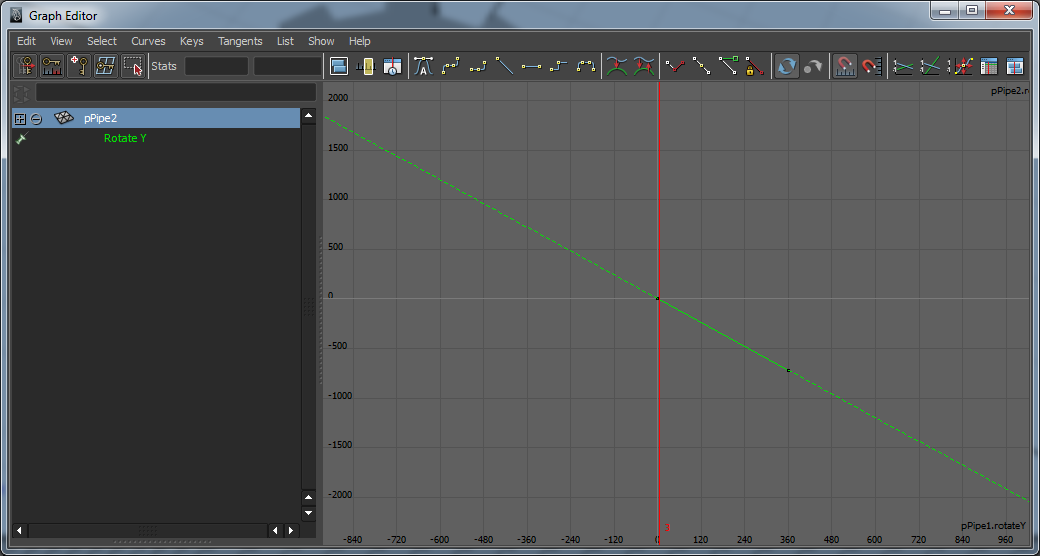 Graph Editor
Edit View Select Curves Keys Tangents List Show Help
Stats
pPipe2
Rotate Y
pPipe2.r
2000
1500
1000
500
0
-500
-1000
-1500
-2000
1
pPipe1.rotateY
-840 -720 -600 -480 -360 -240 -120 0 120 240 360 480 600 720 840 960